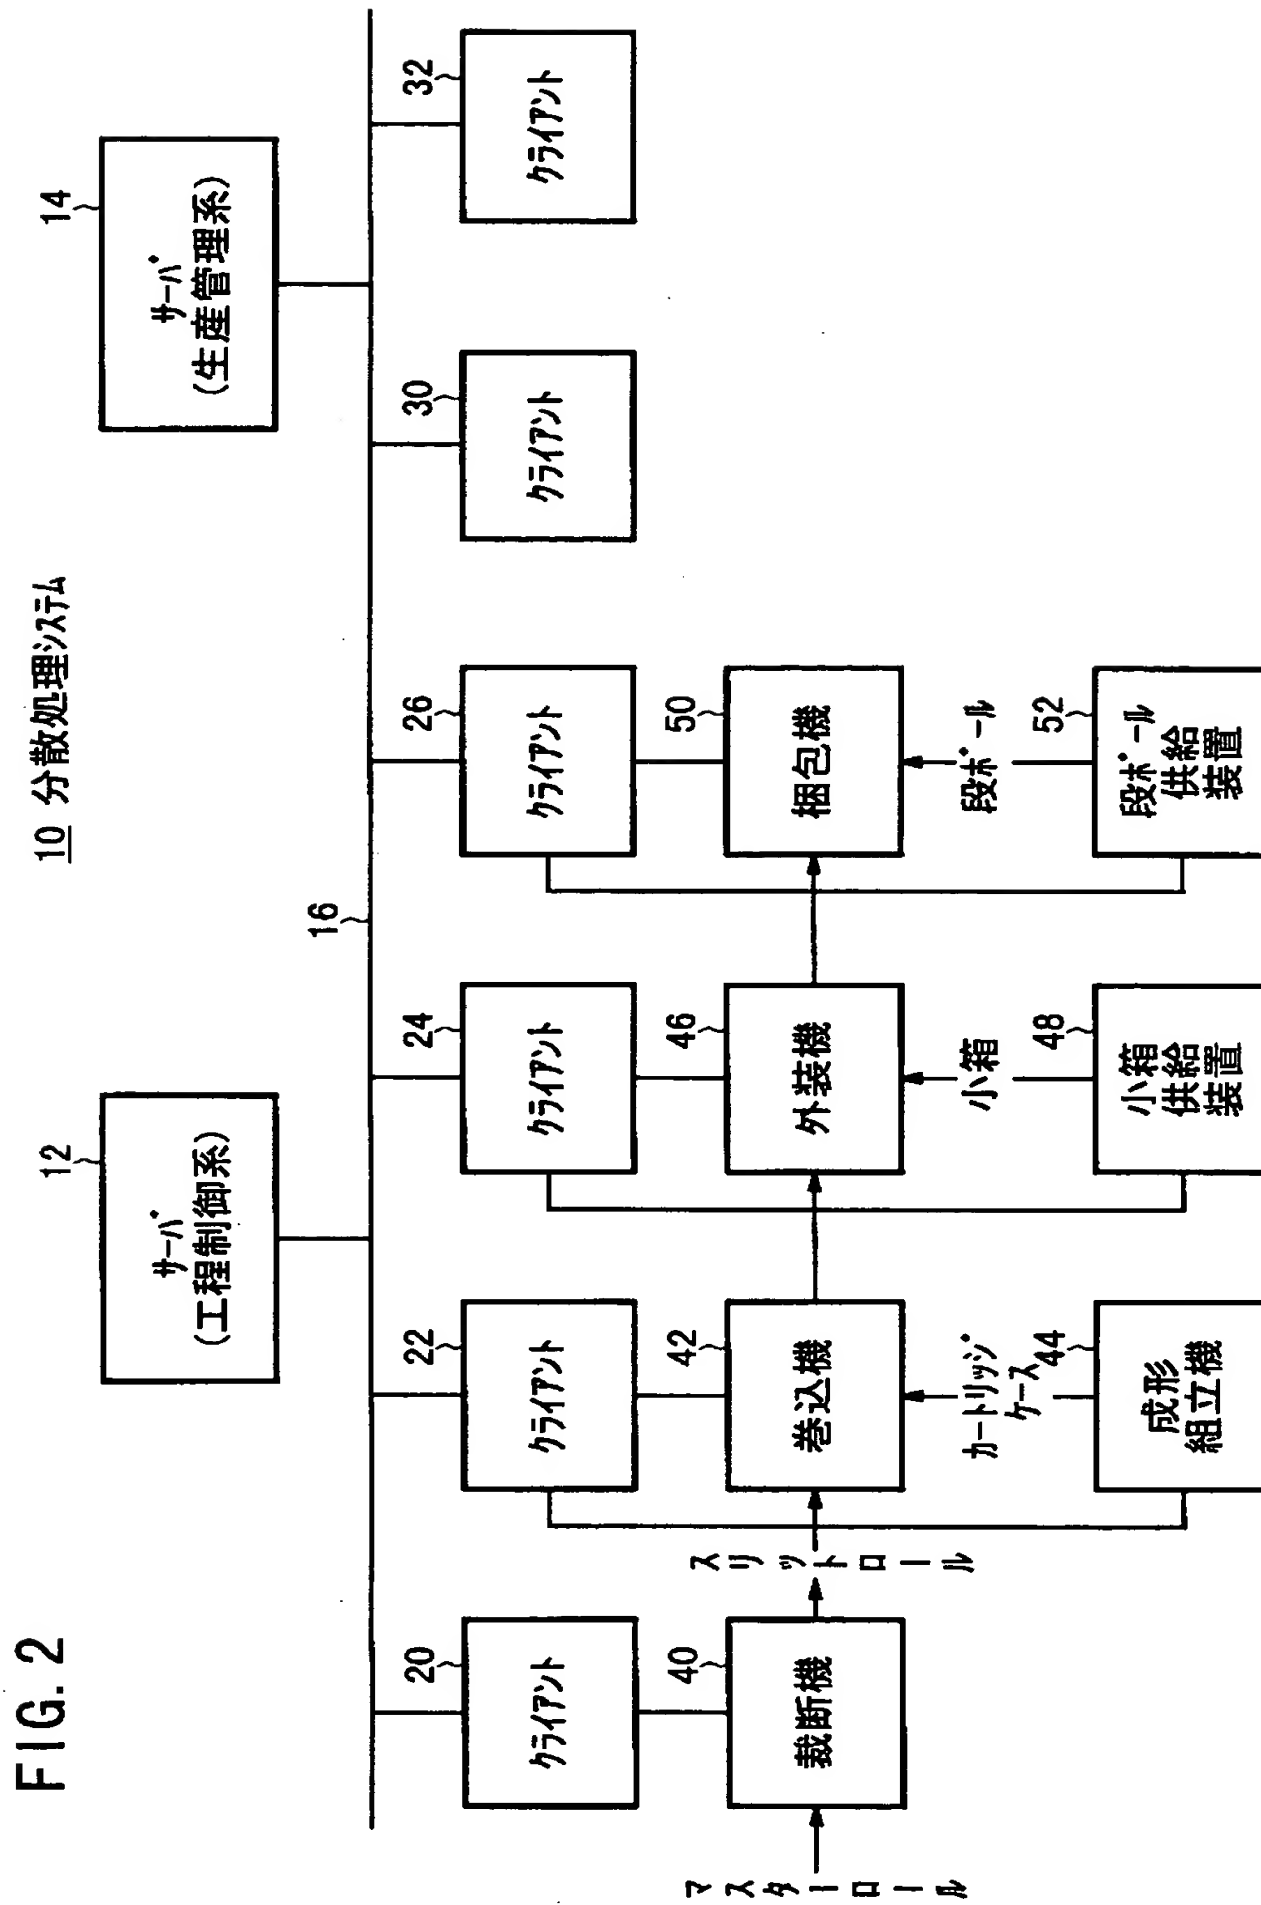 FIG. 2
10 分散処理システム
12
サーバ
(工程制御系)
14
サーバ
(生産管理系)
16
20
クライアント
22
クライアント
24
クライアント
26
クライアント
30
クライアント
32
クライアント
マスターロール
40
裁断機
スリットロール
42
巻込機
46
外装機
50
梱包機
カートリッジ
ケース
小箱
段ボール
44
成形
組立機
48
小箱
供給
装置
52
段ボール
供給
装置